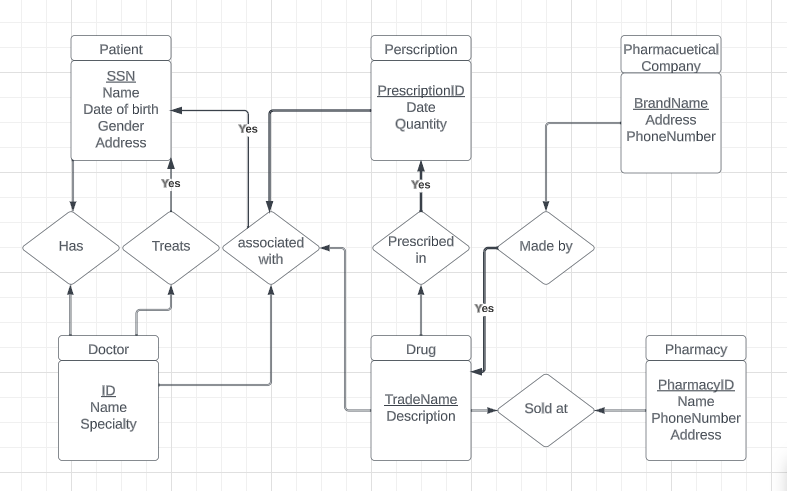 Patient
SSN
Name
Date of birth
Gender
Address
Perscription
PrescriptionID
Date
Quantity
Pharmacuetical
Company
BrandName
Address
PhoneNumber
Yes
Yes
Yes
Has
Treats
associated
with
Prescribed
in
Made by
Yes
Doctor
ID
Name
Specialty
Drug
TradeName
Description
Sold at
Pharmacy
PharmacyID
Name
PhoneNumber
Address